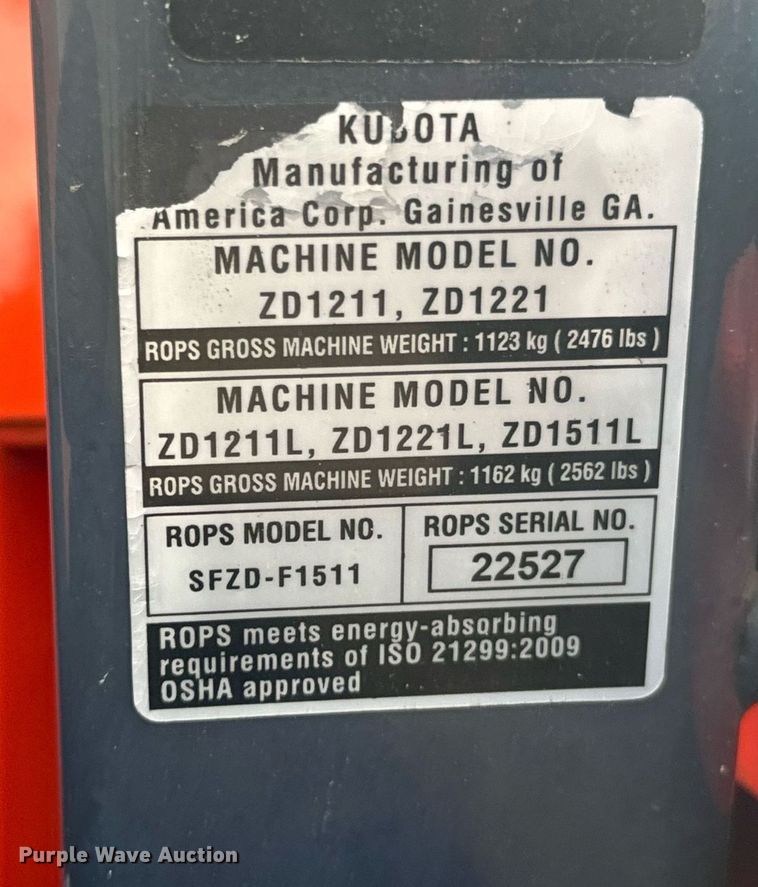 KUBOTA
Manufacturing of
America Corp. Gainesville GA.
MACHINE MODEL NO.
ZD1211, ZD1221
ROPS GROSS MACHINE WEIGHT : 1123 kg ( 2476 lbs )
MACHINE MODEL NO.
ZD1211L, ZD1221L, ZD1511L
ROPS GROSS MACHINE WEIGHT : 1162 kg ( 2562 lbs )
ROPS MODEL NO.
SFZD-F1511
ROPS SERIAL NO.
22527
ROPS meets energy-absorbing
requirements of ISO 21299:2009
OSHA approved
Purple Wave Auction